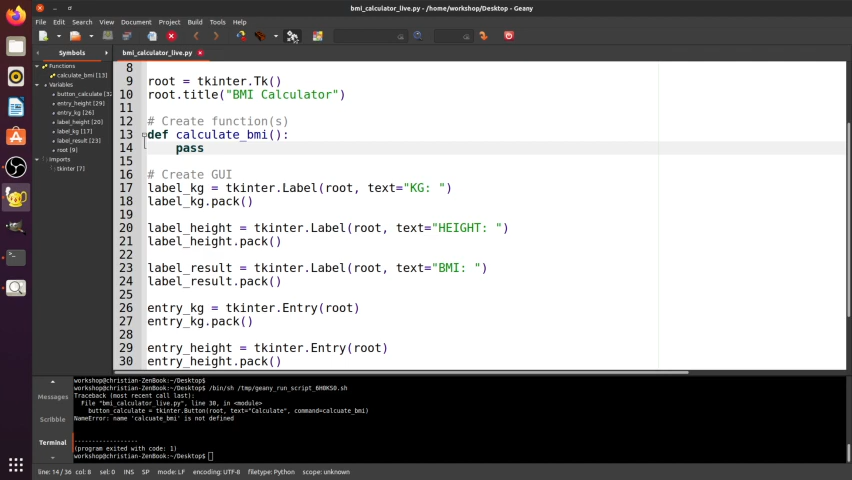 bmi_calculator_live.py - /home/workshop/Desktop - Geany
File Edit Search View Document Project Build Tools Help
Symbols
bmi_calculator_live.py
Functions
calculate_bmi [13]
Variables
button_calculate [32
entry_height [29]
entry_kg [26]
label_height [20]
label_kg [17]
label_result [23]
root [9]
Imports
tkinter [7]
8
9 root = tkinter.Tk()
10 root.title("BMI Calculator")
11
12 # Create function(s)
13 def calculate_bmi():
14 pass
15
16 # Create GUI
17 label_kg = tkinter.Label(root, text="KG: ")
18 label_kg.pack()
19
20 label_height = tkinter.Label(root, text="HEIGHT: ")
21 label_height.pack()
22
23 label_result = tkinter.Label(root, text="BMI: ")
24 label_result.pack()
25
26 entry_kg = tkinter.Entry(root)
27 entry_kg.pack()
28
29 entry_height = tkinter.Entry(root)
30 entry_height.pack()
Messages
Scribble
Terminal
workshop@christian-ZenBook:~/Desktop$
workshop@christian-ZenBook:~/Desktop$ /bin/sh /tmp/geany_run_script_6H0KS0.sh
Traceback (most recent call last):
File "bmi_calculator_live.py", line 30, in <module>
button_calculate = tkinter.Button(root, text="Calculate", command=calcuate_bmi)
NameError: name 'calcuate_bmi' is not defined
------------------
(program exited with code: 1)
workshop@christian-ZenBook:~/Desktop$
line: 14 / 36 col: 8 sel: 0 INS SP mode: LF encoding: UTF-8 filetype: Python scope: unknown